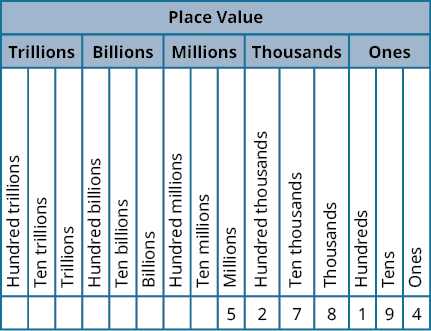 Place Value
Trillions Billions Millions Thousands Ones
Hundred trillions
Ten trillions
Trillions
Hundred billions
Ten billions
Billions
Hundred millions
Ten millions
Millions
Hundred thousands
Ten thousands
Thousands
Hundreds
Tens
Ones
5 2 7 8 1 9 4